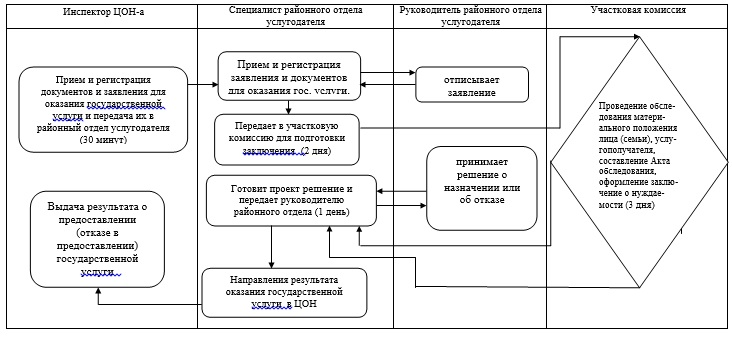 Инспектор ЦОН-а
Специалист районного отдела
услугодателя
Руководитель районного отдела
услугодателя
Участковая комиссия
Прием и регистрация
документов и заявления для
оказания государственной
услуги и передача их в
районный отдел услугодателя
(30 минут)
Прием и регистрация
заявления и документов
для оказания гос. услуги.
отписывает
заявление
Передает в участковую
комиссию для подготовки
заключения (2 дня)
Проведение обсле-
дования матери-
ального положения
лица (семьи), услу-
гополучателя,
составление Акта
обследования,
оформление заклю-
чение о нуждае-
мости (3 дня)
принимает
решение о
назначении или
об отказе
Готовит проект решение и
передает руководителю
районного отдела (1 день)
Выдача результата о
предоставлении
(отказе в
предоставлении)
государственной
услуги
Направления результата
оказания государственной
услуги в ЦОН